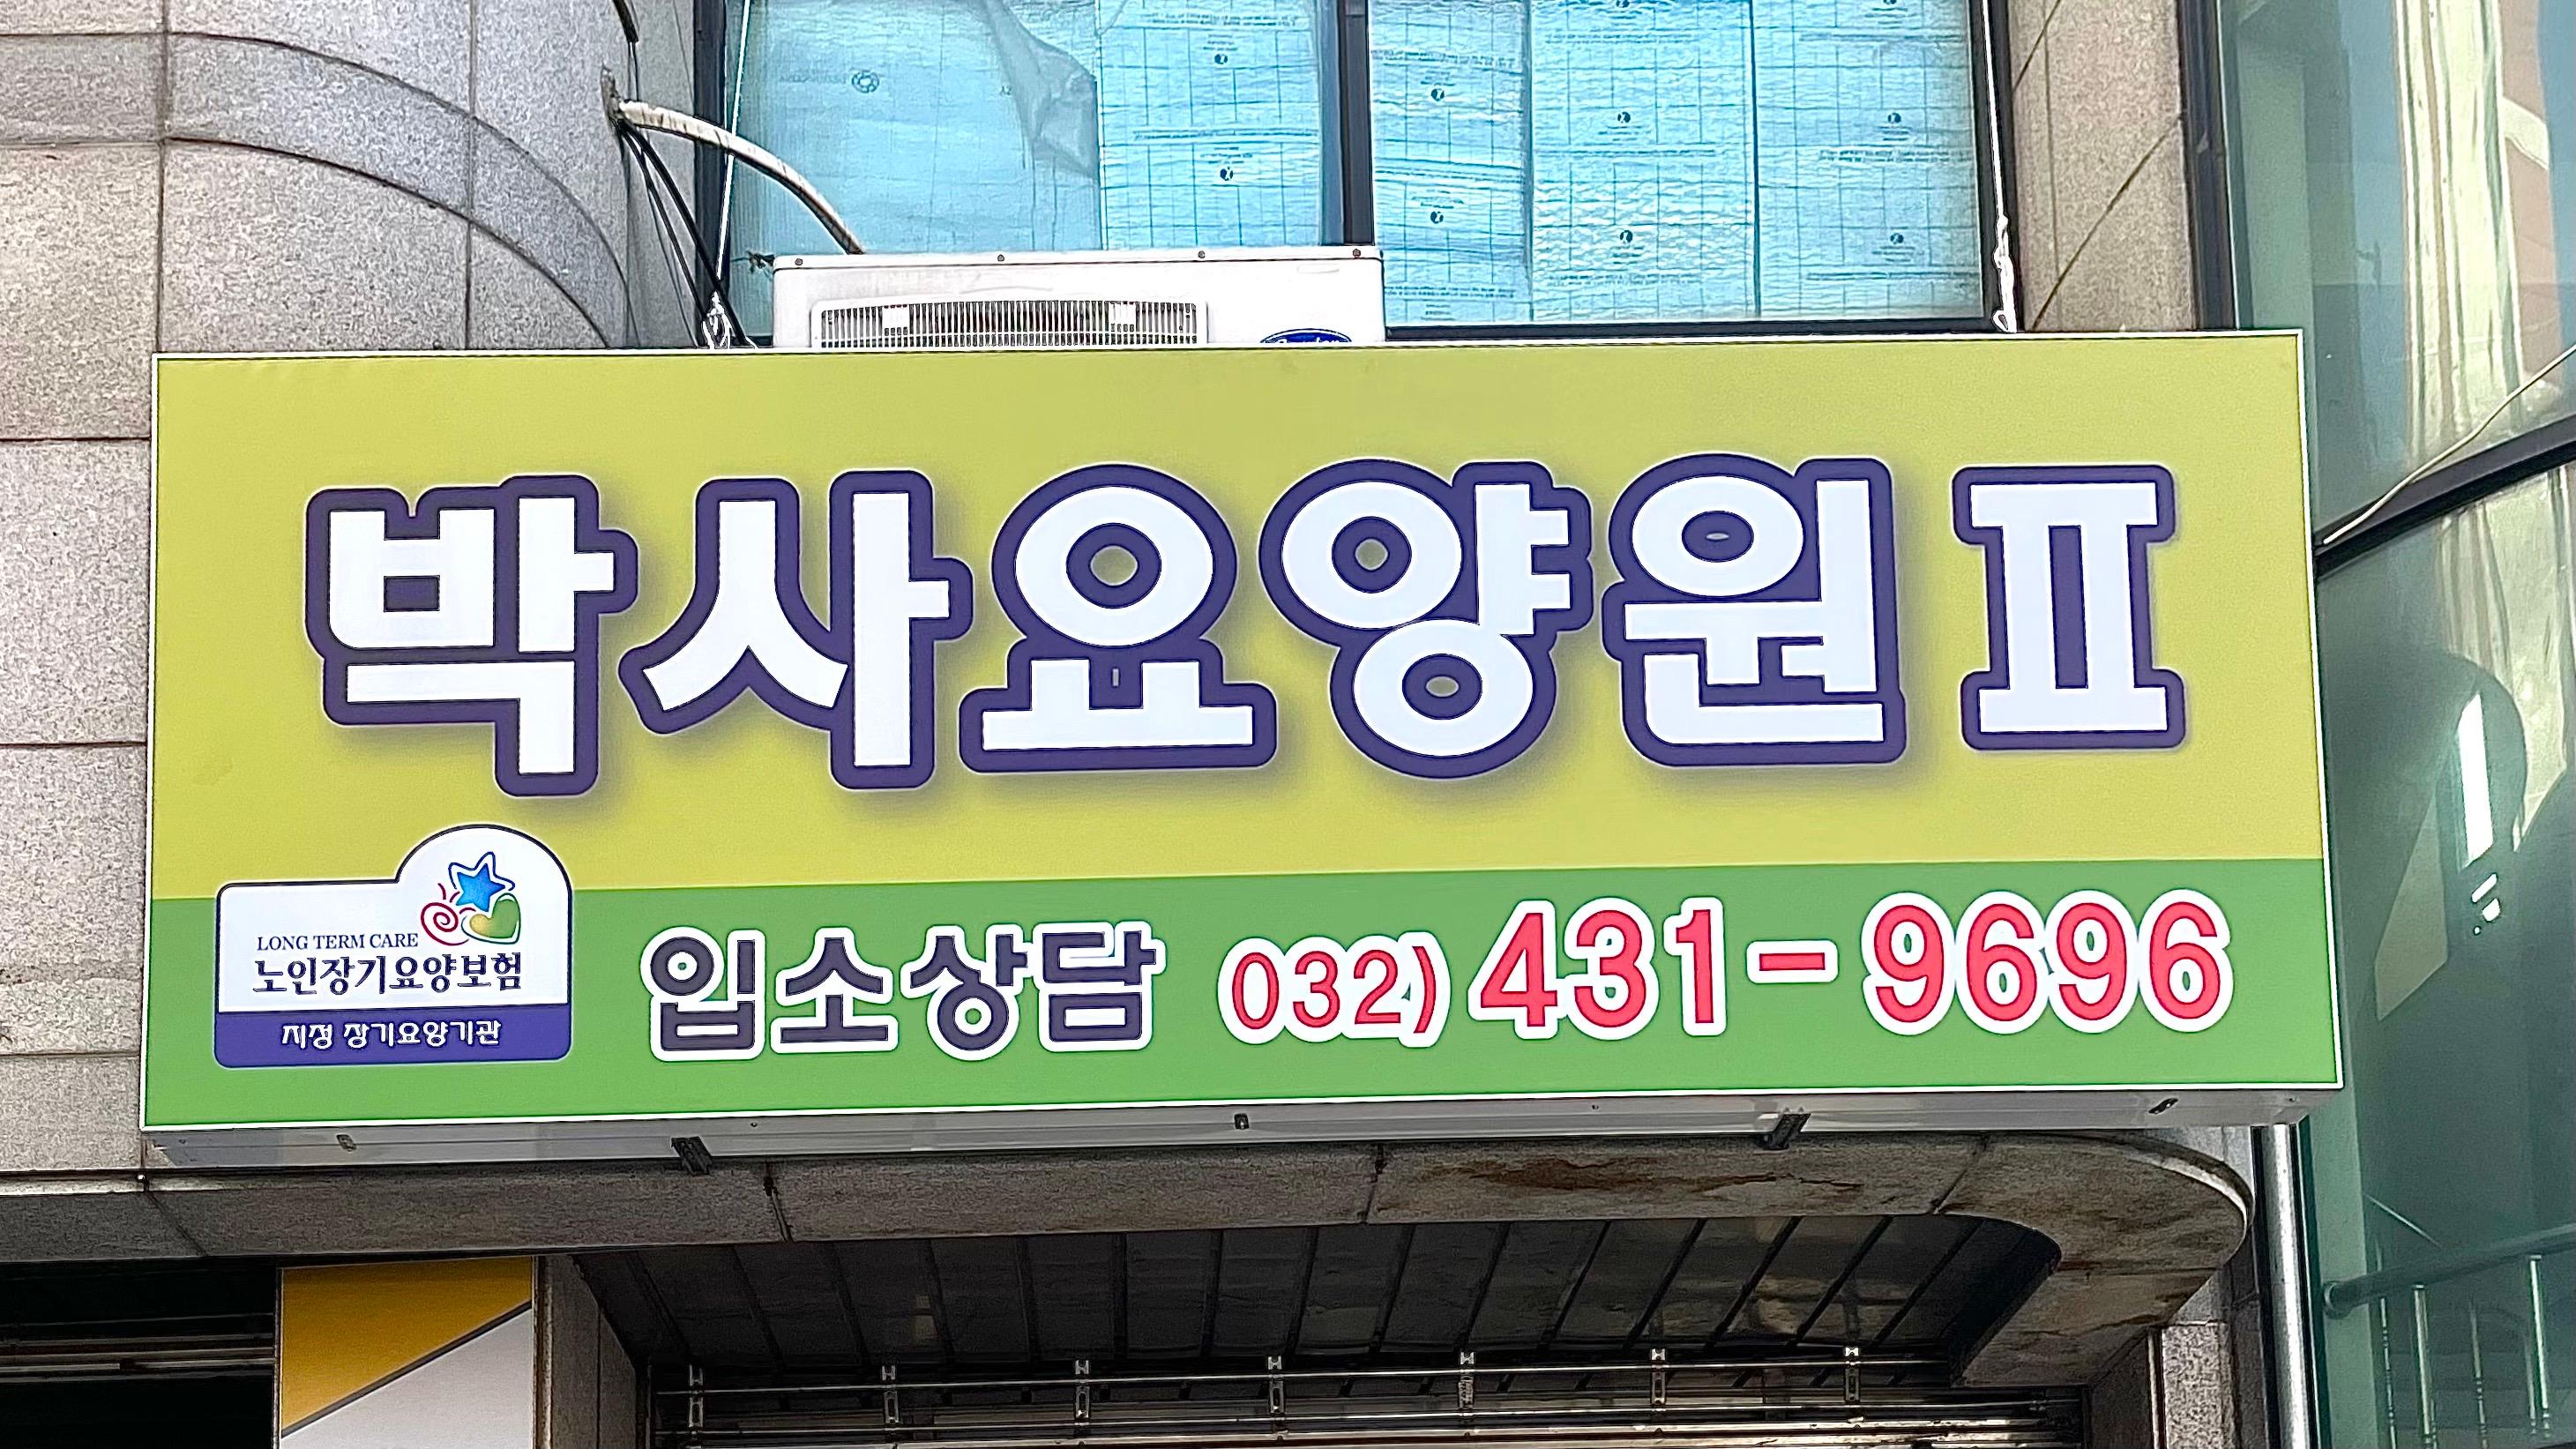 박사요양원 Ⅱ
LONG TERM CARE
노인장기요양보험
지정 장기요양기관
입소상담 032) 431-9696